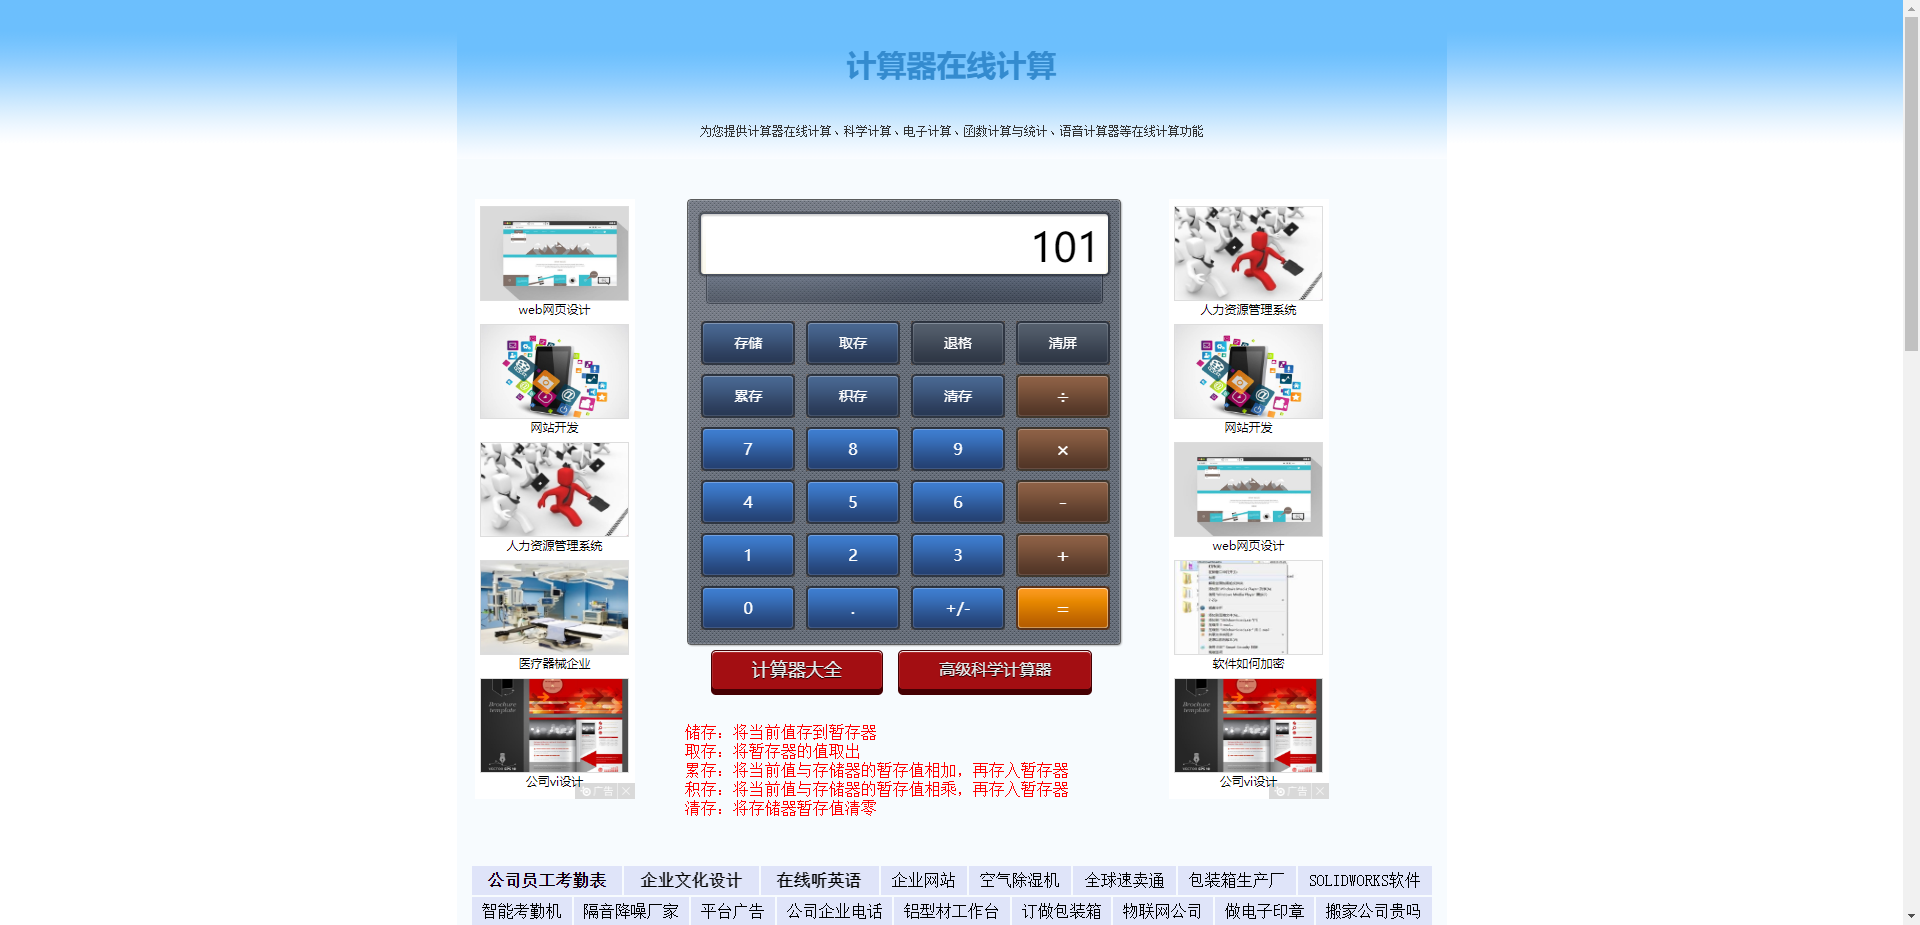 计算器在线计算
为您提供计算器在线计算、科学计算、电子计算、函数计算与统计、语音计算器等在线计算功能
web网页设计
网站开发
人力资源管理系统
医疗器械企业
Brochure
template
公司vi设计
广告
101
存储 取存 退格 清屏
累存 积存 清存 ÷
7 8 9 ×
4 5 6 -
1 2 3 +
0 . +/- =
计算器大全 高级科学计算器
储存：将当前值存到暂存器
取存：将暂存器的值取出
累存：将当前值与存储器的暂存值相加，再存入暂存器
积存：将当前值与存储器的暂存值相乘，再存入暂存器
清存：将存储器暂存值清零
人力资源管理系统
网站开发
web网页设计
软件如何加密
Brochure
template
公司vi设计
广告
公司员工考勤表 企业文化设计 在线听英语 企业网站 空气除湿机 全球速卖通 包装箱生产厂 SOLIDWORKS软件
智能考勤机 隔音降噪厂家 平台广告 公司企业电话 铝型材工作台 订做包装箱 物联网公司 做电子印章 搬家公司贵吗